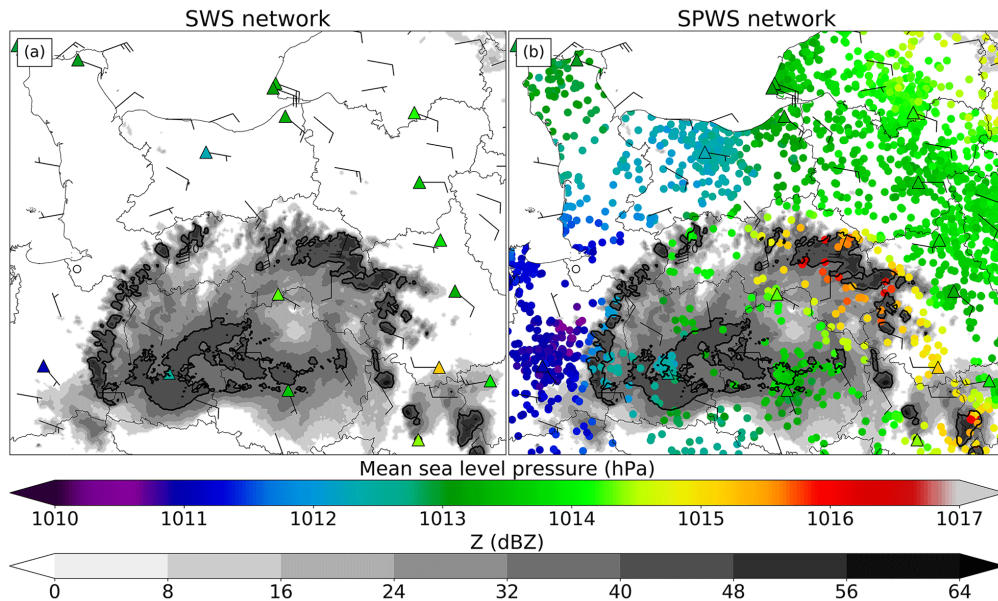 SWS network
SPWS network
(a)
(b)
Mean sea level pressure (hPa)
1010 1011 1012 1013 1014 1015 1016 1017
Z (dBZ)
0 8 16 24 32 40 48 56 64